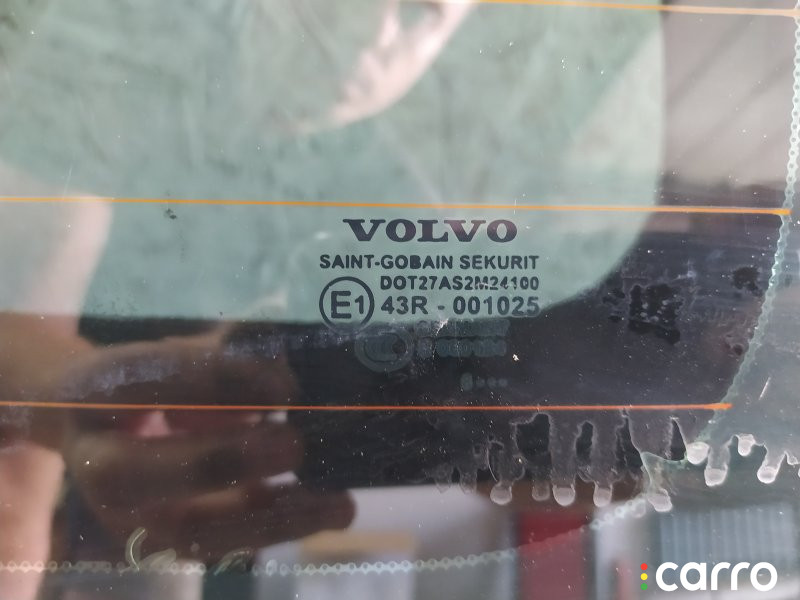 VOLVO
SAINT-GOBAIN SEKURIT
DOT27AS2M24100
E1 43R - 001025
carro